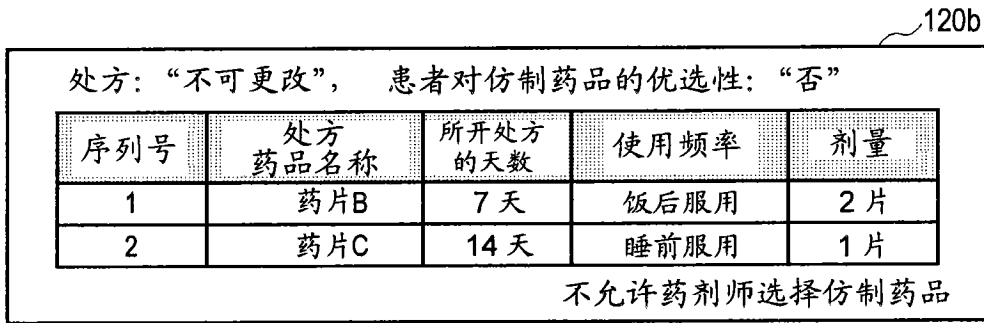 120b
处方：“不可更改”， 患者对仿制药品的优选性：“否”
序列号 处方药品名称 所开处方的天数 使用频率 剂量
1 药片B 7天 饭后服用 2片
2 药片C 14天 睡前服用 1片
不允许药剂师选择仿制药品